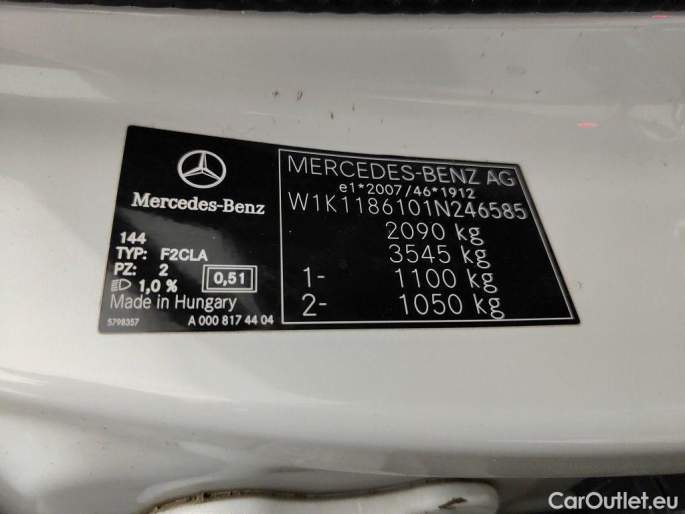 Mercedes-Benz
144
TYP: F2CLA
PZ: 2
0,51
1,0 %
Made in Hungary
5798357
A 000 817 44 04
MERCEDES-BENZ AG
e1*2007/46*1912
W1K1186101N246585
2090 kg
3545 kg
1- 1100 kg
2- 1050 kg
CarOutlet.eu